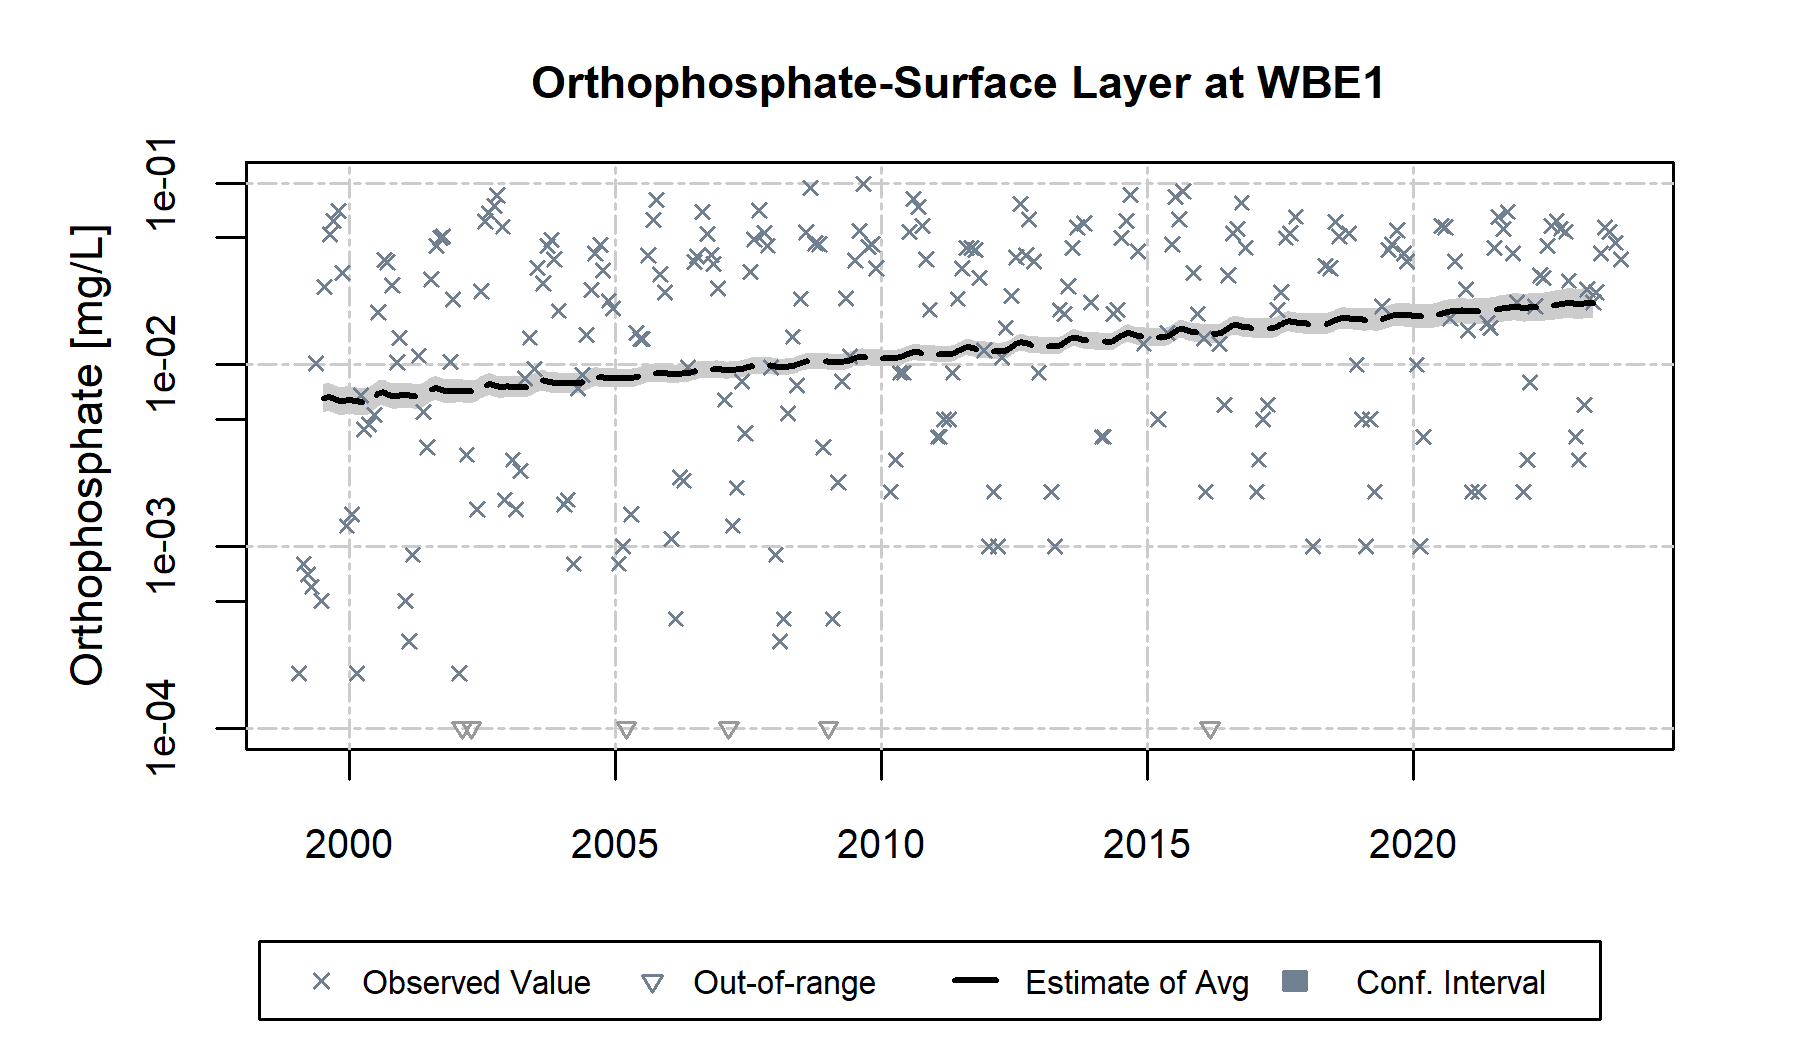 Orthophosphate-Surface Layer at WBE1
Orthophosphate [mg/L]
1e-01
1e-02
1e-03
1e-04
2000 2005 2010 2015 2020
Observed Value Out-of-range Estimate of Avg Conf. Interval